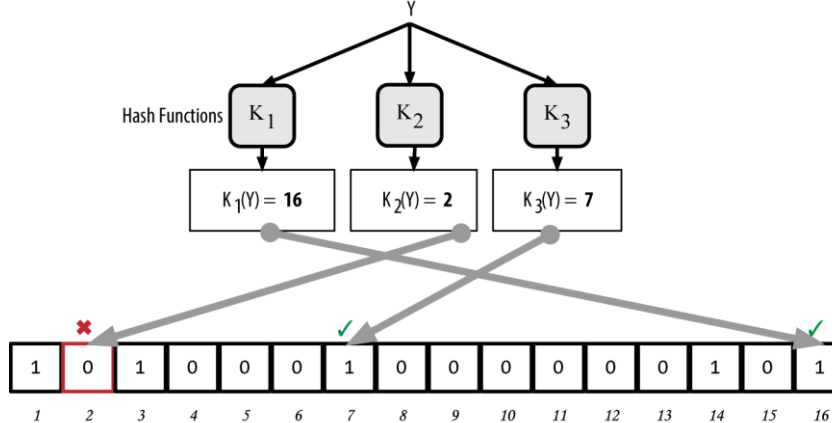 Y
Hash Functions K1 K2 K3
K1(Y) = 16 K2(Y) = 2 K3(Y) = 7
✖ ✓ ✓
1 0 1 0 0 0 1 0 0 0 0 0 0 1 0 1
1 2 3 4 5 6 7 8 9 10 11 12 13 14 15 16